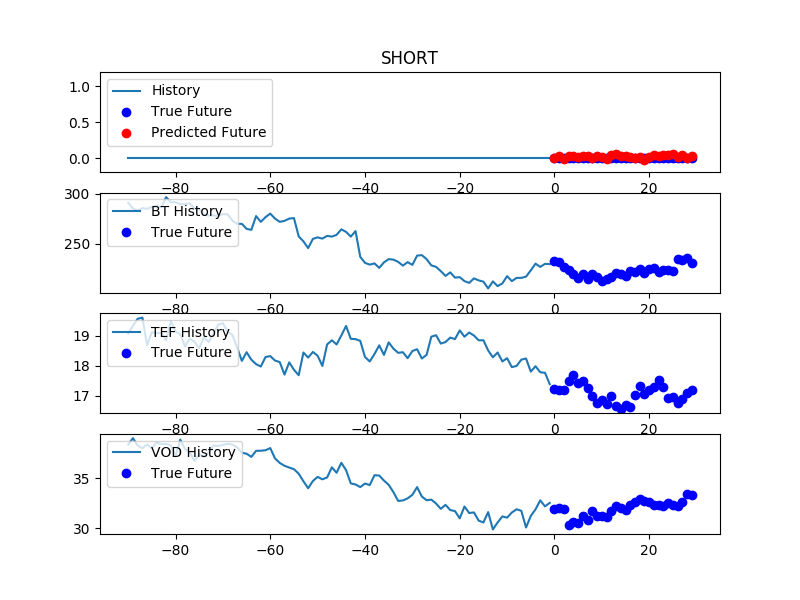 SHORT
1.0
0.5
0.0
History
True Future
Predicted Future
−80 −60 −40 −20 0 20
300
250
BT History
True Future
−80 −60 −40 −20 0 20
19
18
17
TEF History
True Future
−80 −60 −40 −20 0 20
35
30
VOD History
True Future
−80 −60 −40 −20 0 20